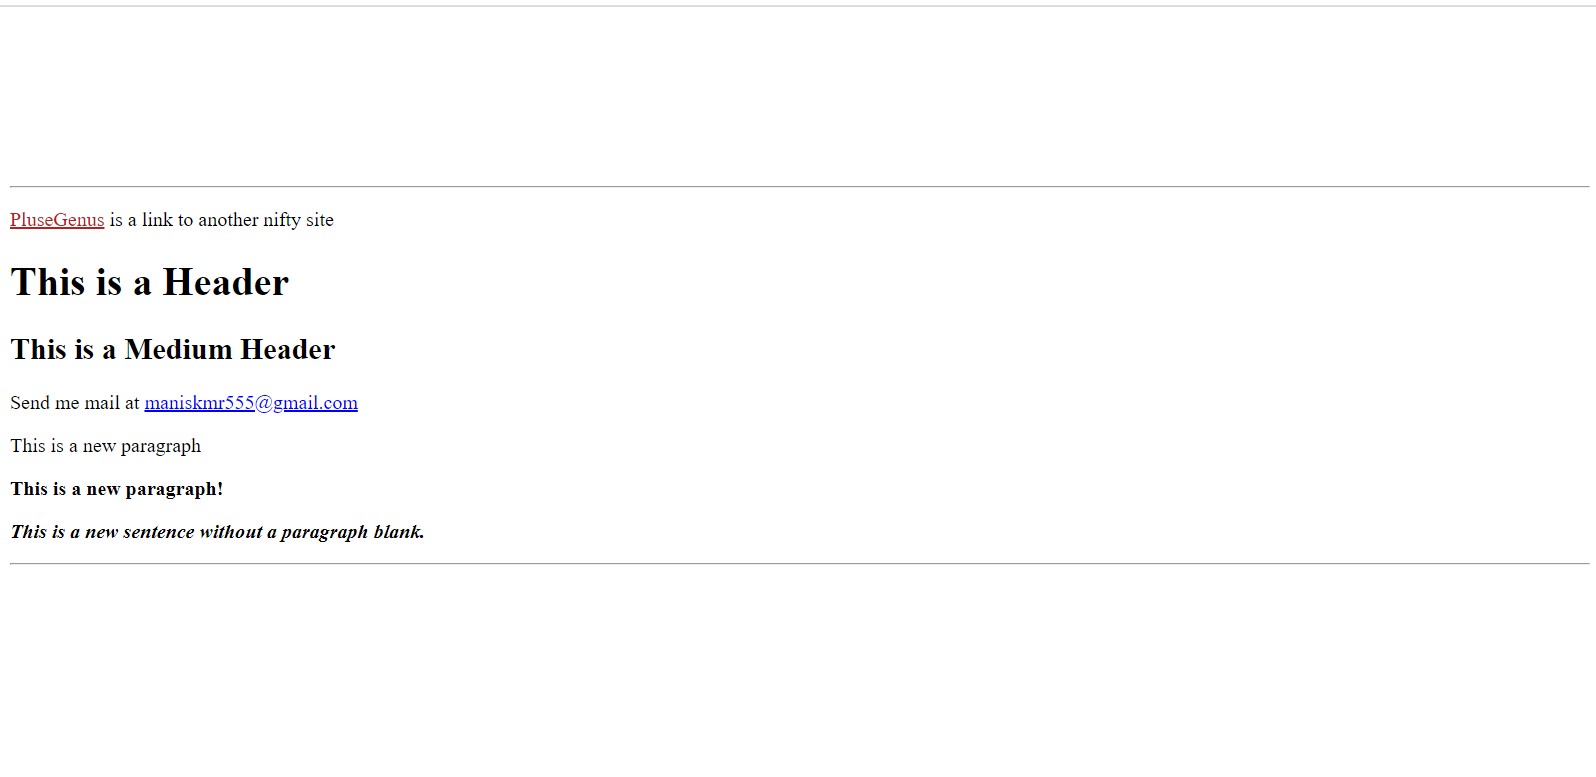 PluseGenus is a link to another nifty site
This is a Header
This is a Medium Header
Send me mail at maniskmr555@gmail.com
This is a new paragraph
This is a new paragraph!
This is a new sentence without a paragraph blank.